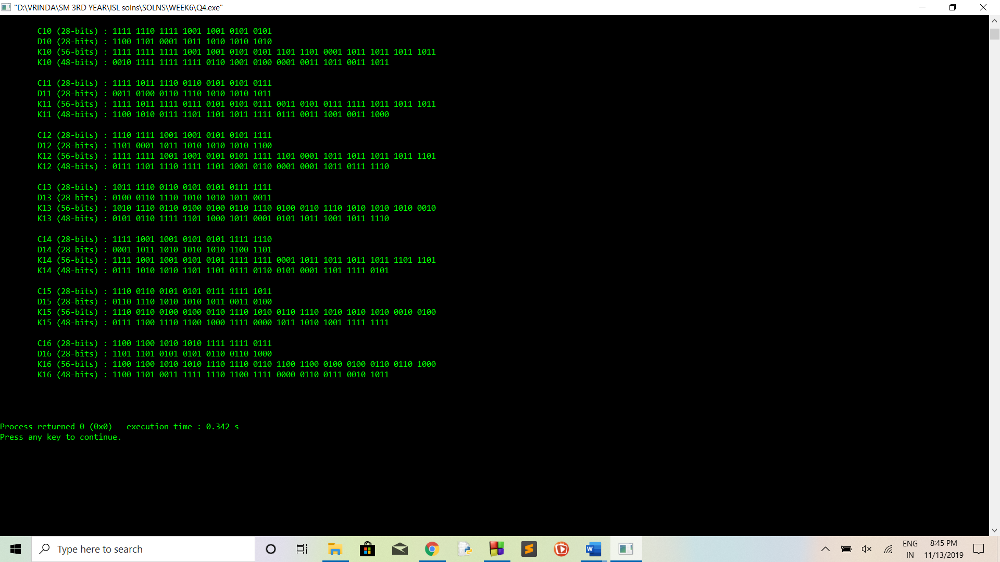 "D:\VRINDA\SM 3RD YEAR\ISL solns\SOLNS\WEEK6\Q4.exe"
C10 (28-bits) : 1111 1110 1111 1001 1001 0101 0101
D10 (28-bits) : 1100 1101 0001 1011 1010 1010 1010
K10 (56-bits) : 1111 1111 1111 1001 1001 0101 0101 1101 1101 0001 1011 1011 1011 1011
K10 (48-bits) : 0010 1111 1111 1111 0110 1001 0100 0001 0011 1011 0011 1011
C11 (28-bits) : 1111 1011 1110 0110 0101 0101 0111
D11 (28-bits) : 0011 0100 0110 1110 1010 1010 1011
K11 (56-bits) : 1111 1011 1111 0111 0101 0101 0111 0011 0101 0111 1111 1011 1011 1011
K11 (48-bits) : 1100 1010 0111 1101 1101 1011 1111 0111 0011 1001 0011 1000
C12 (28-bits) : 1110 1111 1001 1001 0101 0101 1111
D12 (28-bits) : 1101 0001 1011 1010 1010 1010 1100
K12 (56-bits) : 1111 1111 1001 1001 0101 0101 1111 1101 0001 1011 1011 1011 1011 1101
K12 (48-bits) : 0111 1101 1110 1111 1101 1001 0110 0001 0001 1011 0111 1110
C13 (28-bits) : 1011 1110 0110 0101 0101 0111 1111
D13 (28-bits) : 0100 0110 1110 1010 1010 1011 0011
K13 (56-bits) : 1010 1110 0110 0100 0100 0110 1110 0100 0110 1110 1010 1010 1010 0010
K13 (48-bits) : 0101 0110 1111 1101 1000 1011 0001 0101 1011 1001 1011 1110
C14 (28-bits) : 1111 1001 1001 0101 0101 1111 1110
D14 (28-bits) : 0001 1011 1010 1010 1010 1100 1101
K14 (56-bits) : 1111 1001 1001 0101 0101 1111 1111 0001 1011 1011 1011 1011 1101 1101
K14 (48-bits) : 0111 1010 1010 1101 1101 0111 0110 0101 0001 1101 1111 0101
C15 (28-bits) : 1110 0110 0101 0101 0111 1111 1011
D15 (28-bits) : 0110 1110 1010 1010 1011 0011 0100
K15 (56-bits) : 1110 0110 0100 0100 0110 1110 1010 0110 1110 1010 1010 1010 0010 0100
K15 (48-bits) : 0111 1100 1110 1100 1000 1111 0000 1011 1010 1001 1111 1111
C16 (28-bits) : 1100 1100 1010 1010 1111 1111 0111
D16 (28-bits) : 1101 1101 0101 0101 0110 0110 1000
K16 (56-bits) : 1100 1100 1010 1010 1110 1110 0110 1100 1100 0100 0100 0110 0110 1000
K16 (48-bits) : 1100 1101 0011 1111 1110 1100 1111 0000 0110 0111 0010 1011
Process returned 0 (0x0)   execution time : 0.342 s
Press any key to continue.
Type here to search
ENG
IN
8:45 PM
11/13/2019